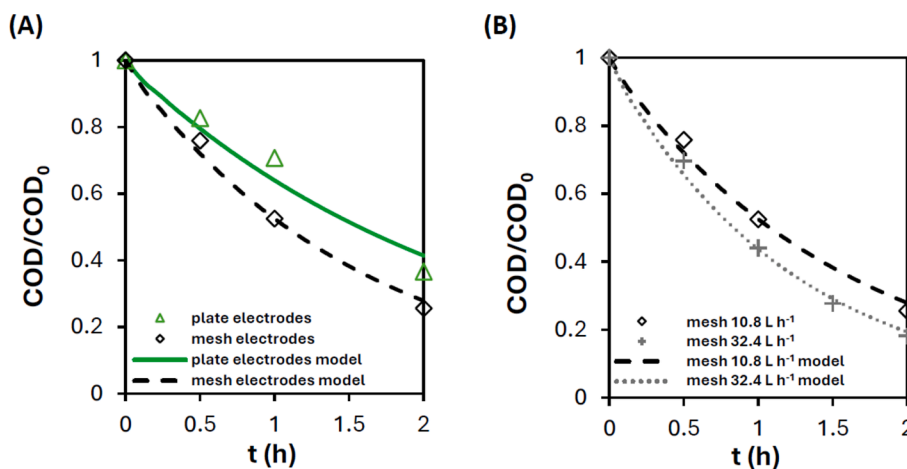 (A)
1
0.8
0.6
0.4
0.2
0
COD/COD₀
plate electrodes
mesh electrodes
plate electrodes model
mesh electrodes model
0 0.5 1 1.5 2
t (h)
(B)
1
0.8
0.6
0.4
0.2
0
COD/COD₀
mesh 10.8 L h⁻¹
mesh 32.4 L h⁻¹
mesh 10.8 L h⁻¹ model
mesh 32.4 L h⁻¹ model
0 0.5 1 1.5 2
t (h)